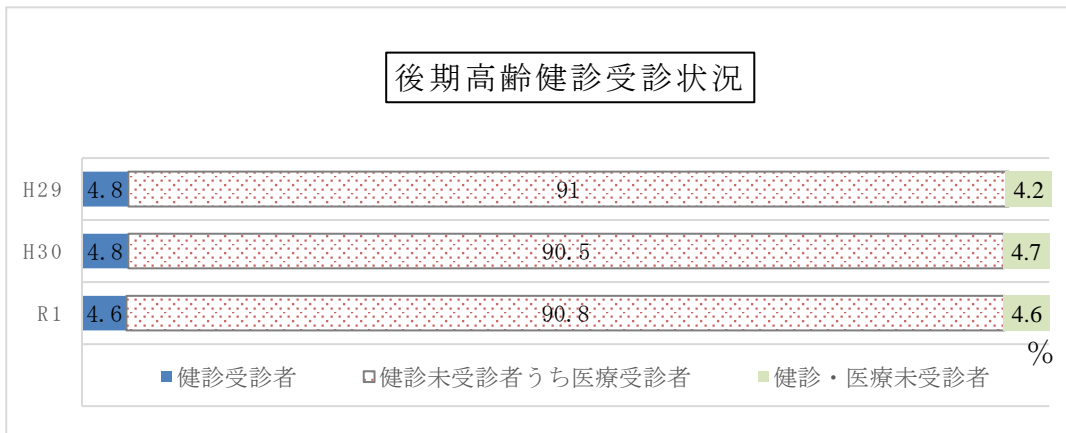 後期高齢健診受診状況
H29 4.8 91 4.2
H30 4.8 90.5 4.7
R1 4.6 90.8 4.6
%
健診受診者 健診未受診者うち医療受診者 健診・医療未受診者